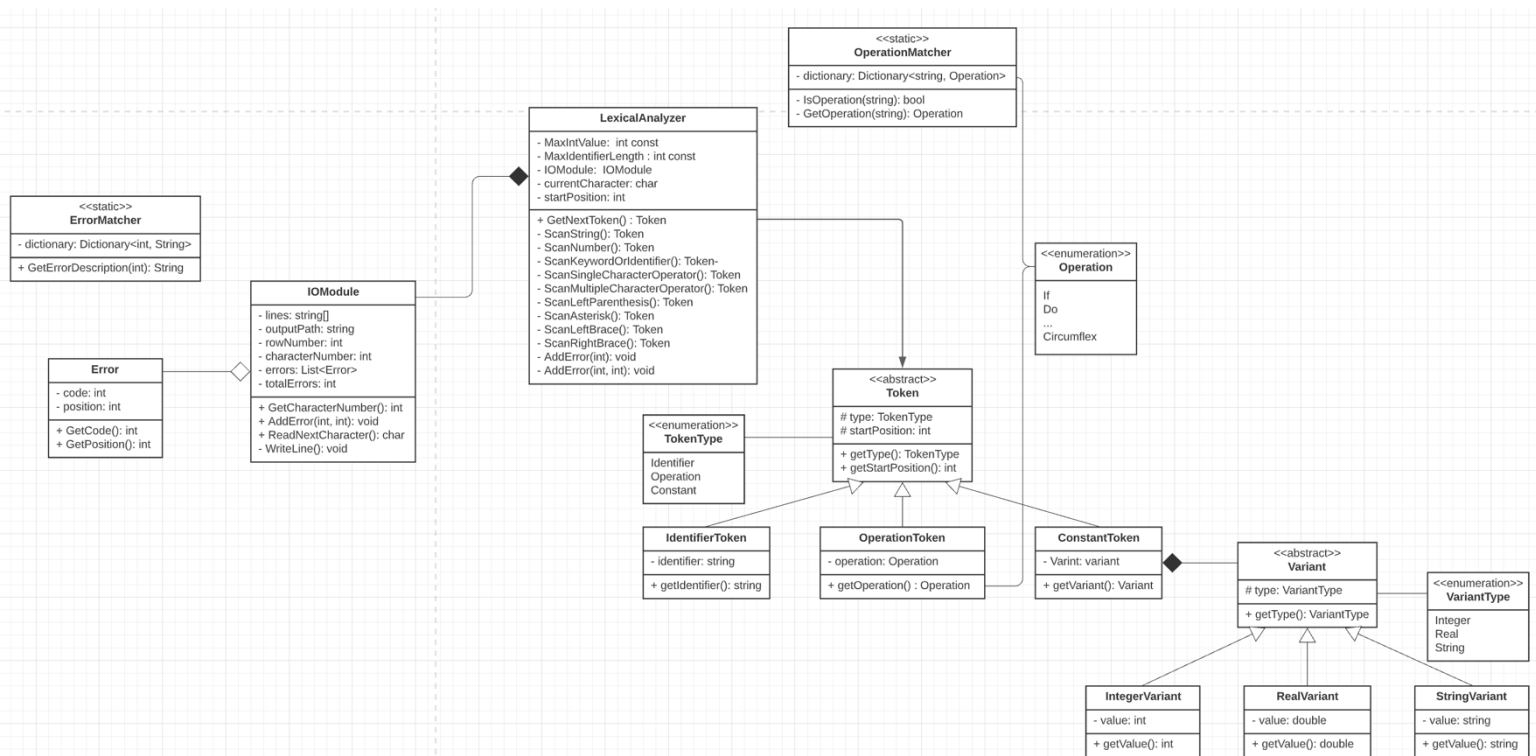 <<static>>
OperationMatcher
- dictionary: Dictionary<string, Operation>
- IsOperation(string): bool
- GetOperation(string): Operation
LexicalAnalyzer
- MaxIntValue:  int const
- MaxIdentifierLength : int const
- IOModule:  IOModule
- currentCharacter: char
- startPosition: int
+ GetNextToken() : Token
- ScanString(): Token
- ScanNumber(): Token
- ScanKeywordOrIdentifier(): Token-
- ScanSingleCharacterOperator(): Token
- ScanMultipleCharacterOperator(): Token
- ScanLeftParenthesis(): Token
- ScanAsterisk(): Token
- ScanLeftBrace(): Token
- ScanRightBrace(): Token
- AddError(int): void
- AddError(int, int): void
<<static>>
ErrorMatcher
- dictionary: Dictionary<int, String>
+ GetErrorDescription(int): String
<<enumeration>>
Operation
If
Do
...
Circumflex
IOModule
- lines: string[]
- outputPath: string
- rowNumber: int
- characterNumber: int
- errors: List<Error>
- totalErrors: int
+ GetCharacterNumber(): int
+ AddError(int, int): void
+ ReadNextCharacter(): char
- WriteLine(): void
Error
- code: int
- position: int
+ GetCode(): int
+ GetPosition(): int
<<abstract>>
Token
# type: TokenType
# startPosition: int
+ getType(): TokenType
+ getStartPosition(): int
<<enumeration>>
TokenType
Identifier
Operation
Constant
IdentifierToken
- identifier: string
+ getIdentifier(): string
OperationToken
- operation: Operation
+ getOperation() : Operation
ConstantToken
- Varint: variant
+ getVariant(): Variant
<<abstract>>
Variant
# type: VariantType
+ getType(): VariantType
<<enumeration>>
VariantType
Integer
Real
String
IntegerVariant
- value: int
+ getValue(): int
RealVariant
- value: double
+ getValue(): double
StringVariant
- value: string
+ getValue(): string